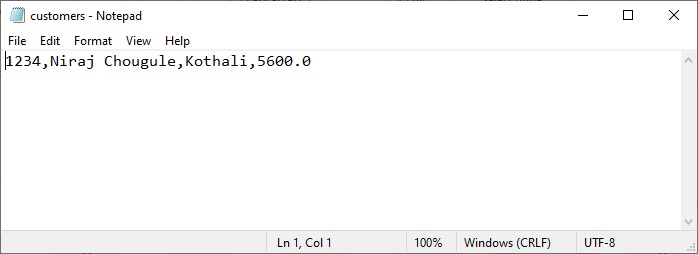 customers - Notepad
File Edit Format View Help
1234,Niraj Chougule,Kothali,5600.0
Ln 1, Col 1 100% Windows (CRLF) UTF-8